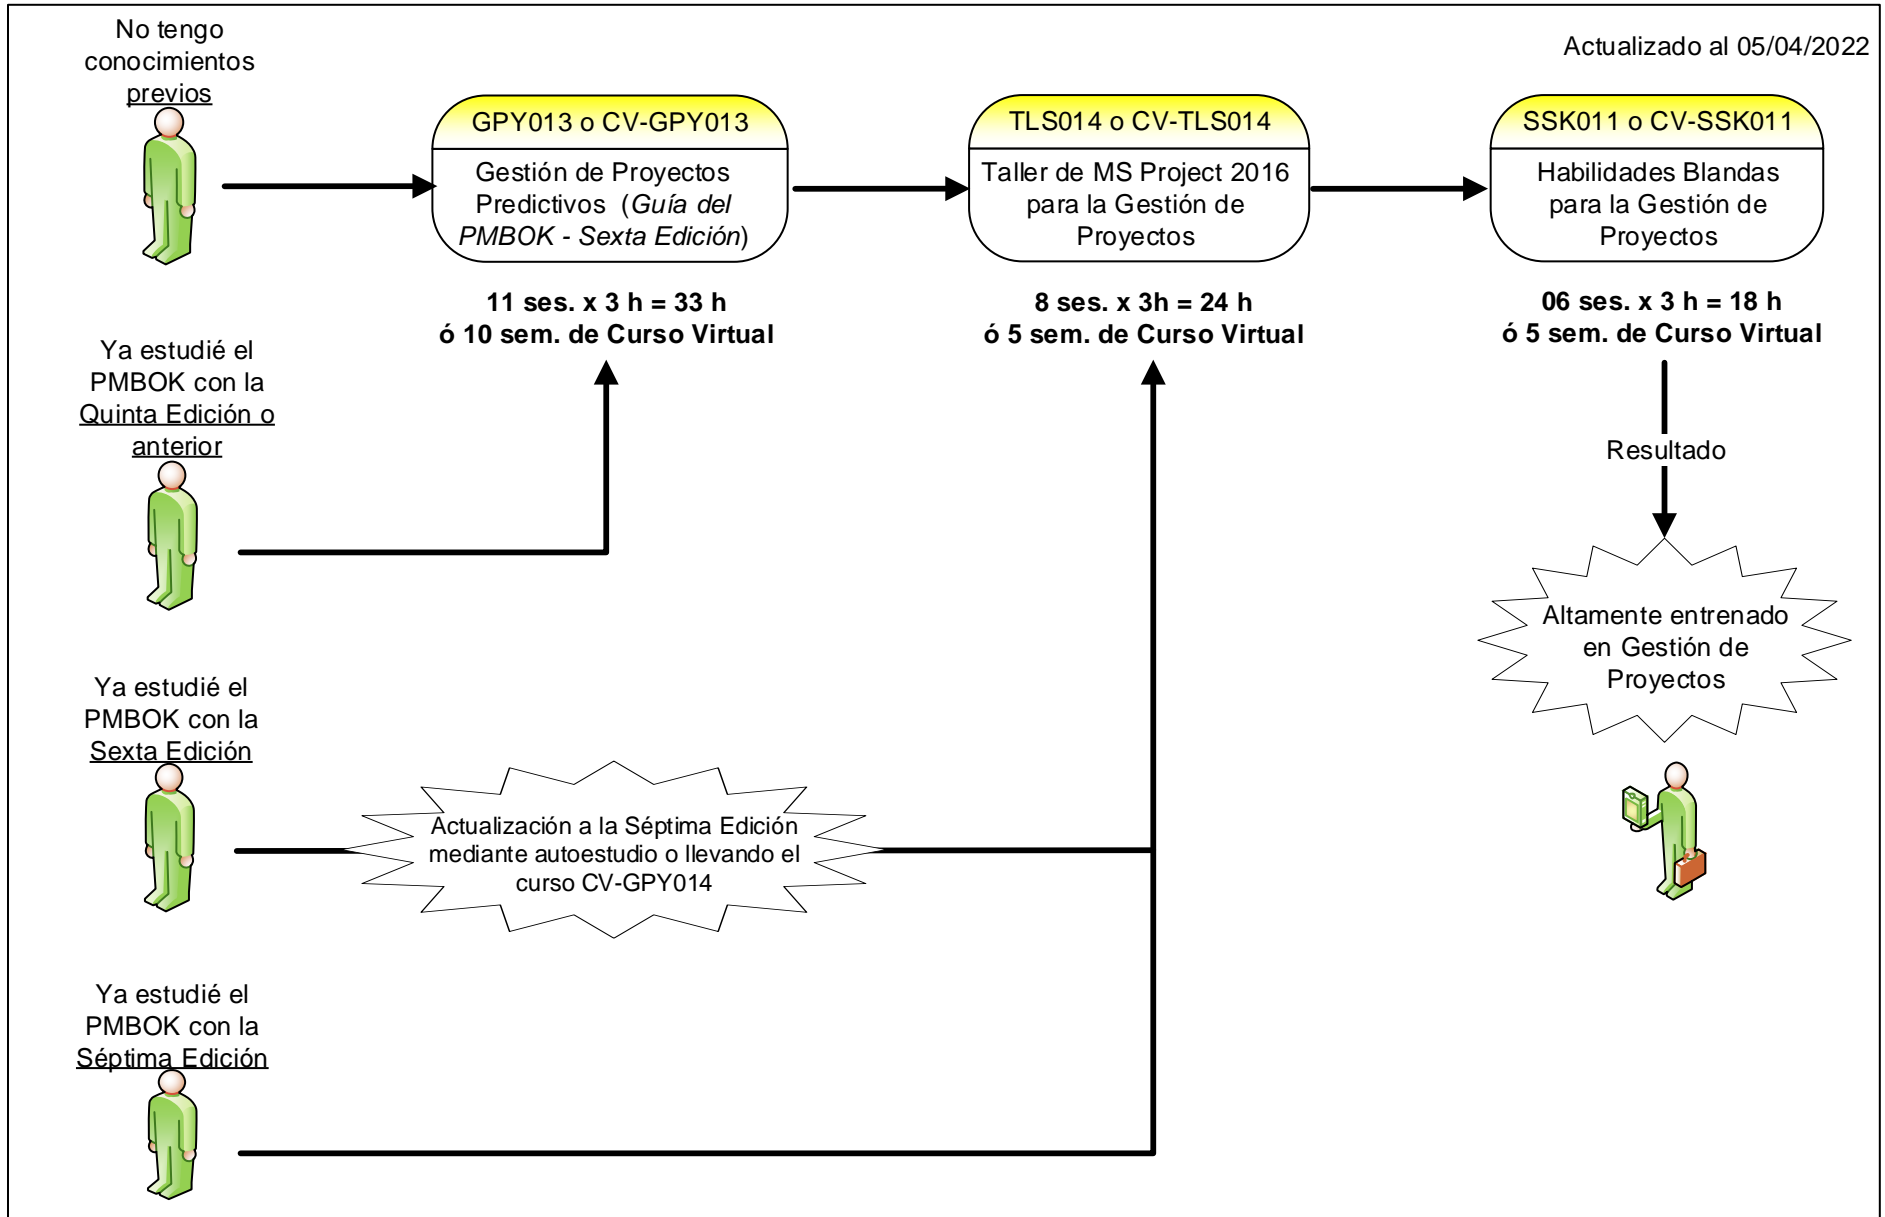 No tengo
conocimientos
previos
Actualizado al 05/04/2022
GPY013 o CV-GPY013
Gestión de Proyectos
Predictivos (Guía del
PMBOK - Sexta Edición)
11 ses. x 3 h = 33 h
ó 10 sem. de Curso Virtual
TLS014 o CV-TLS014
Taller de MS Project 2016
para la Gestión de
Proyectos
8 ses. x 3h = 24 h
ó 5 sem. de Curso Virtual
SSK011 o CV-SSK011
Habilidades Blandas
para la Gestión de
Proyectos
06 ses. x 3 h = 18 h
ó 5 sem. de Curso Virtual
Ya estudié el
PMBOK con la
Quinta Edición o
anterior
Resultado
Altamente entrenado
en Gestión de
Proyectos
Ya estudié el
PMBOK con la
Sexta Edición
Actualización a la Séptima Edición
mediante autoestudio o llevando el
curso CV-GPY014
Ya estudié el
PMBOK con la
Séptima Edición